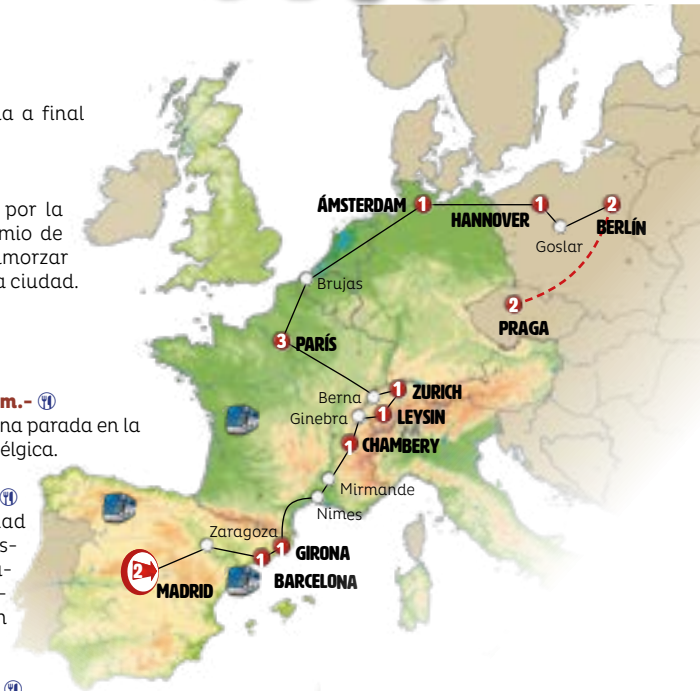 a a final
por la
mio de
lmorzar
a ciudad.
m.-
na parada en la
élgica.
dad
s-
a-
-
n
ÁMSTERDAM 1
HANNOVER 1
Goslar
2 BERLÍN
Brujas
2
PRAGA
3 PARÍS
Berna
1 ZURICH
Ginebra
1 LEYSIN
1 CHAMBERY
Mirmande
Nimes
Zaragoza
1 GIRONA
1 BARCELONA
2 MADRID